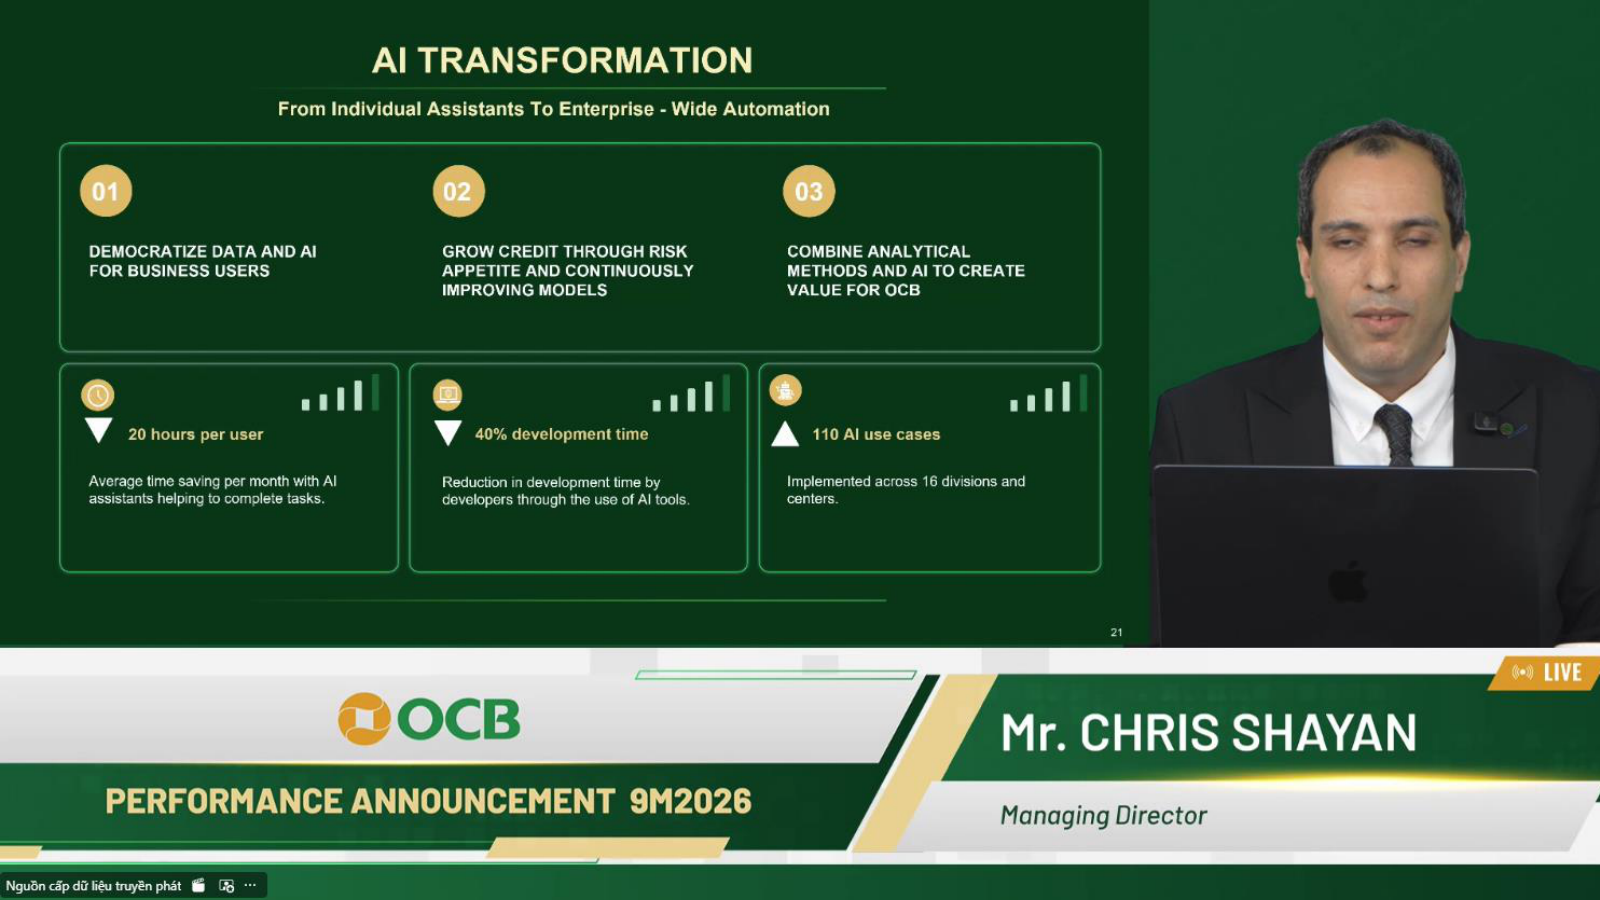 AI TRANSFORMATION
From Individual Assistants To Enterprise - Wide Automation
01
DEMOCRATIZE DATA AND AI
FOR BUSINESS USERS
02
GROW CREDIT THROUGH RISK
APPETITE AND CONTINUOUSLY
IMPROVING MODELS
03
COMBINE ANALYTICAL
METHODS AND AI TO CREATE
VALUE FOR OCB
20 hours per user
Average time saving per month with AI
assistants helping to complete tasks.
40% development time
Reduction in development time by
developers through the use of AI tools.
110 AI use cases
Implemented across 16 divisions and
centers.
21
LIVE
OCB
PERFORMANCE ANNOUNCEMENT 9M2026
Mr. CHRIS SHAYAN
Managing Director
Nguồn cấp dữ liệu truyền phát